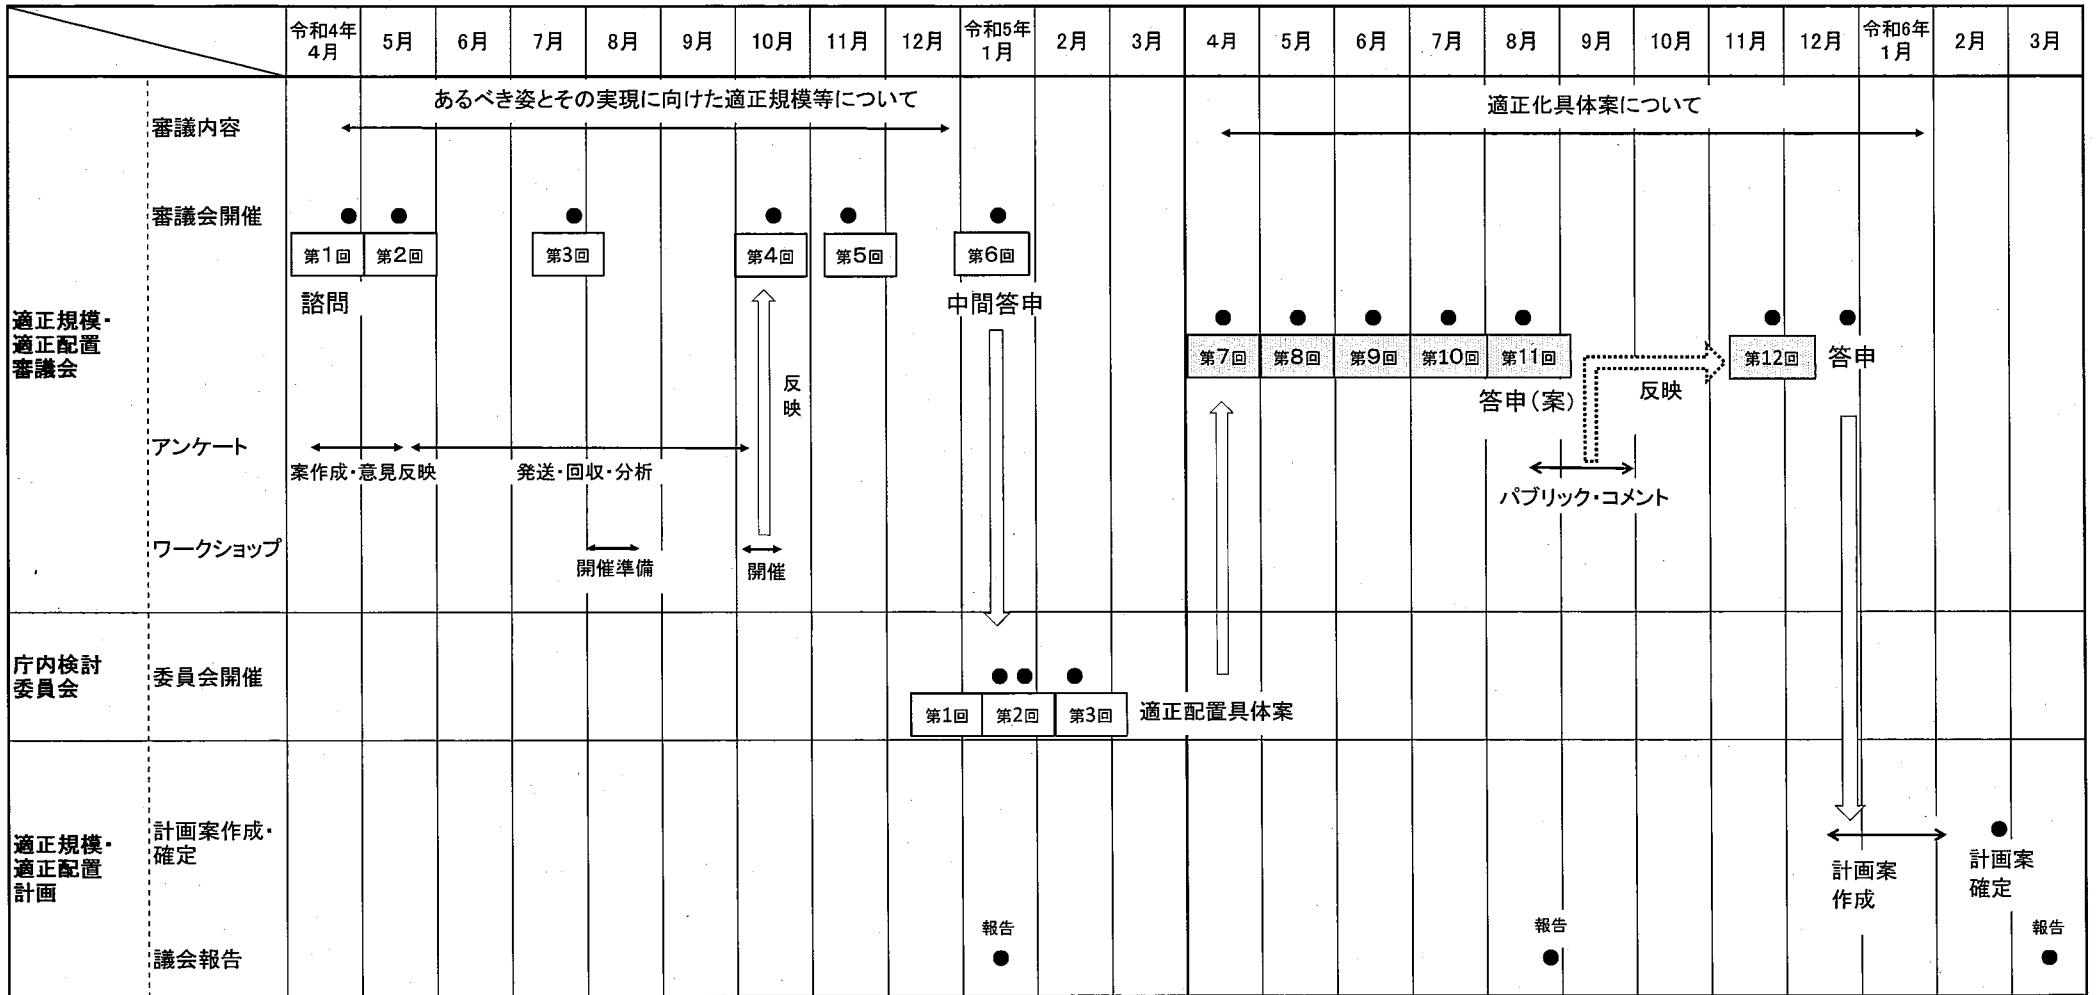 令和4年
4月
5月
6月
7月
8月
9月
10月
11月
12月
令和5年
1月
2月
3月
4月
5月
6月
7月
8月
9月
10月
11月
12月
令和6年
1月
2月
3月
適正規模・
適正配置
審議会
審議内容
あるべき姿とその実現に向けた適正規模等について
適正化具体案について
審議会開催
第1回
第2回
第3回
第4回
第5回
第6回
諮問
中間答申
第7回
第8回
第9回
第10回
第11回
第12回
答申
反映
答申(案)
反映
アンケート
案作成・意見反映
発送・回収・分析
パブリック・コメント
ワークショップ
開催準備
開催
庁内検討
委員会
委員会開催
第1回
第2回
第3回
適正配置具体案
適正規模・
適正配置
計画
計画案作成・
確定
計画案
作成
計画案
確定
議会報告
報告
報告
報告